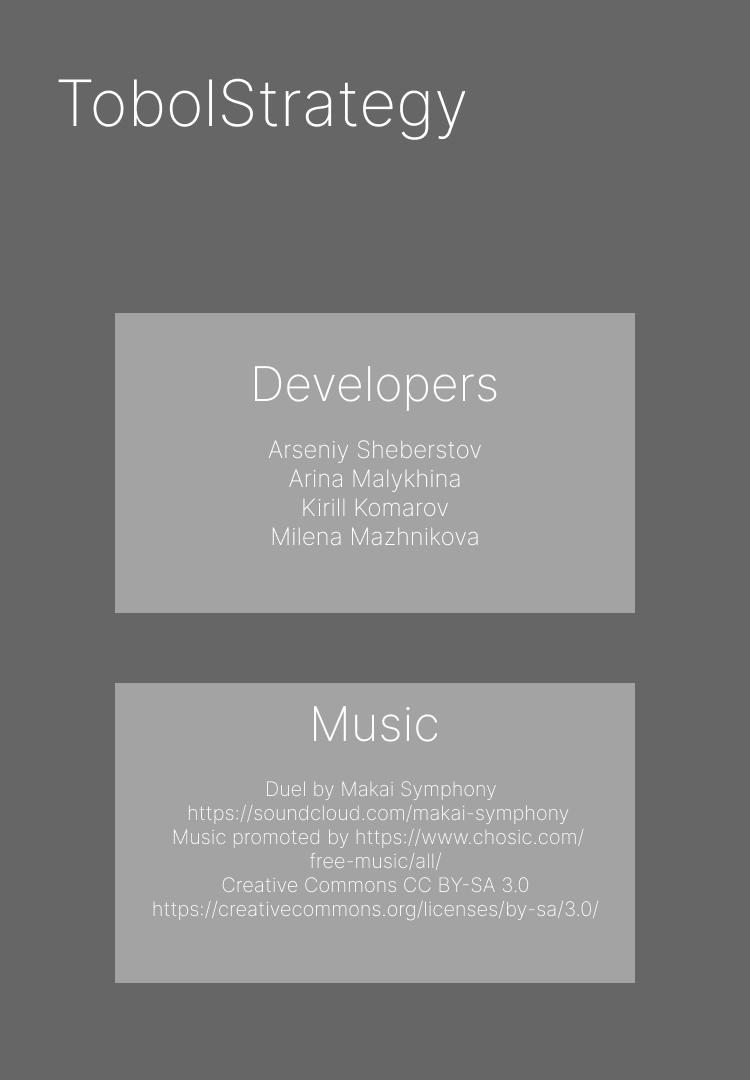 TobolStrategy
Developers
Arseniy Sheberstov
Arina Malykhina
Kirill Komarov
Milena Mazhnikova
Music
Duel by Makai Symphony
https://soundcloud.com/makai-symphony
Music promoted by https://www.chosic.com/
free-music/all/
Creative Commons CC BY-SA 3.0
https://creativecommons.org/licenses/by-sa/3.0/